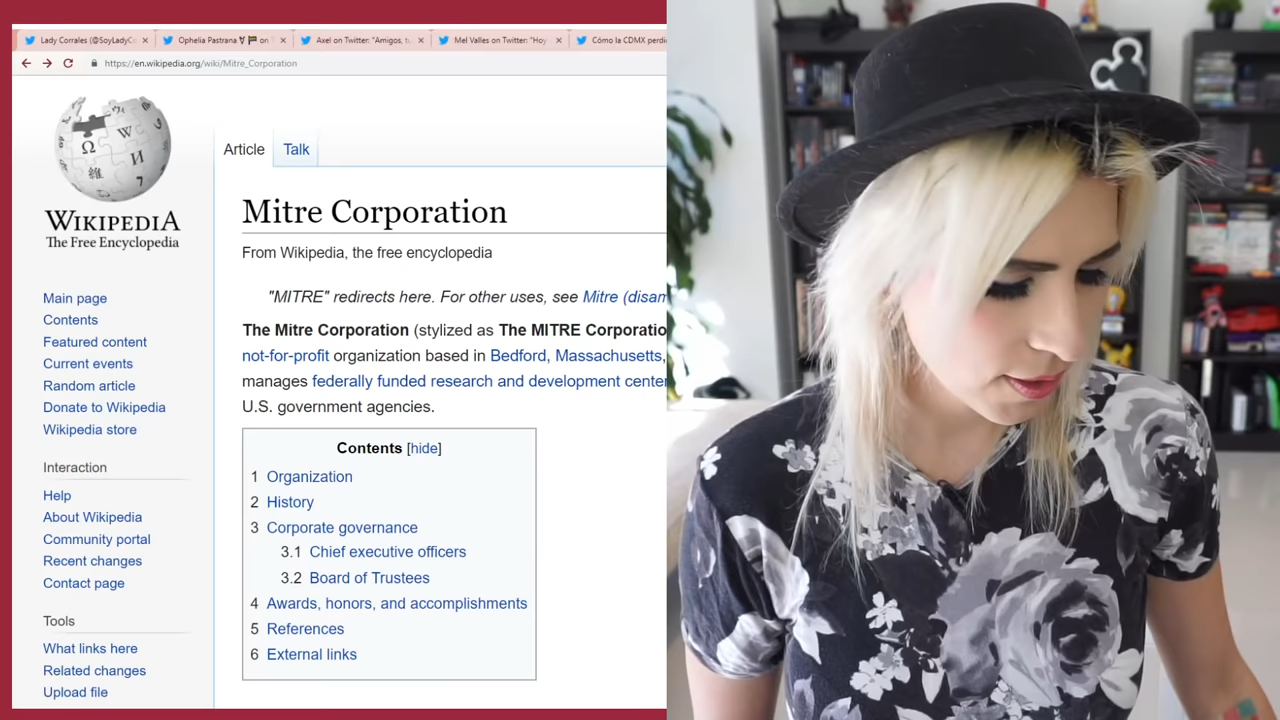 Lady Corrales (@SoyLadyCo
Ophelia Pastrana
on
Axel on Twitter: "Amigos, tu
Mel Valles on Twitter: "Hoy
Cómo la CDMX perdi
https://en.wikipedia.org/wiki/Mitre_Corporation
Ω W C И 維 7
WIKIPEDIA
The Free Encyclopedia
Main page
Contents
Featured content
Current events
Random article
Donate to Wikipedia
Wikipedia store
Interaction
Help
About Wikipedia
Community portal
Recent changes
Contact page
Tools
What links here
Related changes
Upload file
Article Talk
Mitre Corporation
From Wikipedia, the free encyclopedia
"MITRE" redirects here. For other uses, see Mitre (disam
The Mitre Corporation (stylized as The MITRE Corporatio
not-for-profit organization based in Bedford, Massachusetts,
manages federally funded research and development center
U.S. government agencies.
Contents [hide]
1 Organization
2 History
3 Corporate governance
3.1 Chief executive officers
3.2 Board of Trustees
4 Awards, honors, and accomplishments
5 References
6 External links